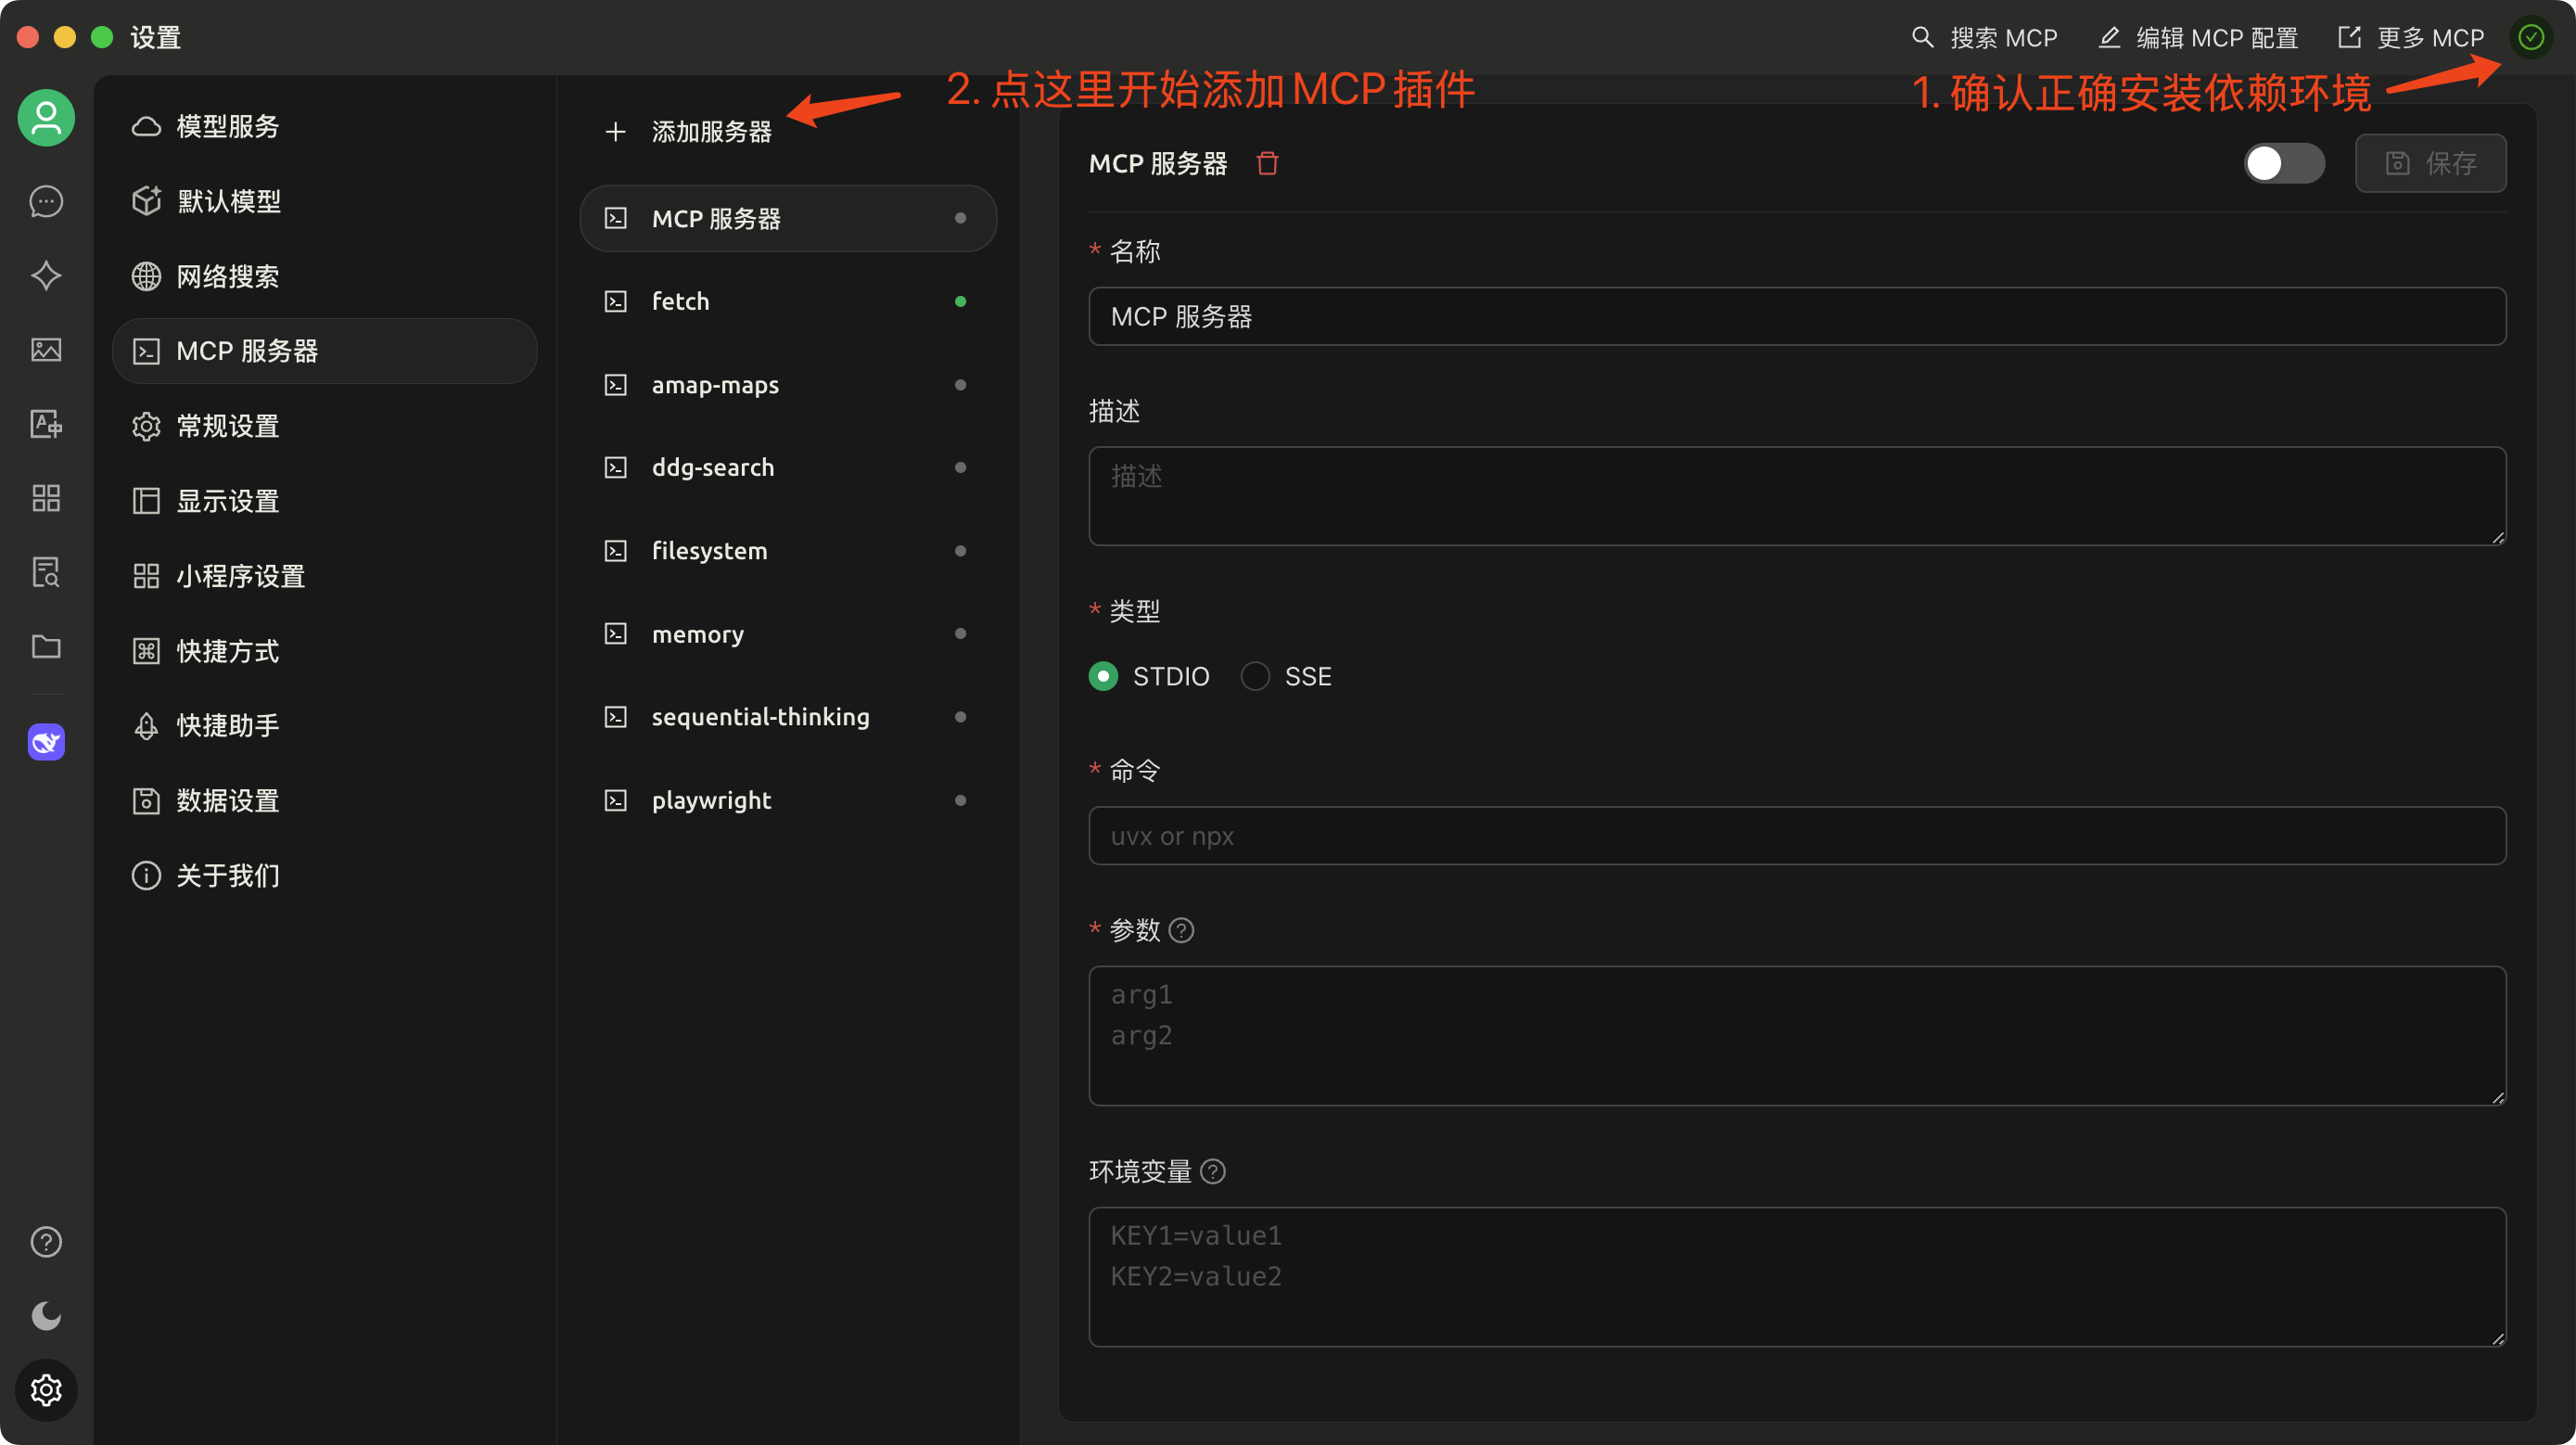 设置
搜索 MCP
编辑 MCP 配置
更多 MCP
1. 确认正确安装依赖环境
2. 点这里开始添加 MCP 插件
模型服务
默认模型
网络搜索
MCP 服务器
常规设置
显示设置
小程序设置
快捷方式
快捷助手
数据设置
关于我们
添加服务器
MCP 服务器
fetch
amap-maps
ddg-search
filesystem
memory
sequential-thinking
playwright
MCP 服务器
保存
* 名称
MCP 服务器
描述
描述
* 类型
STDIO
SSE
* 命令
uvx or npx
* 参数
arg1
arg2
环境变量
KEY1=value1
KEY2=value2